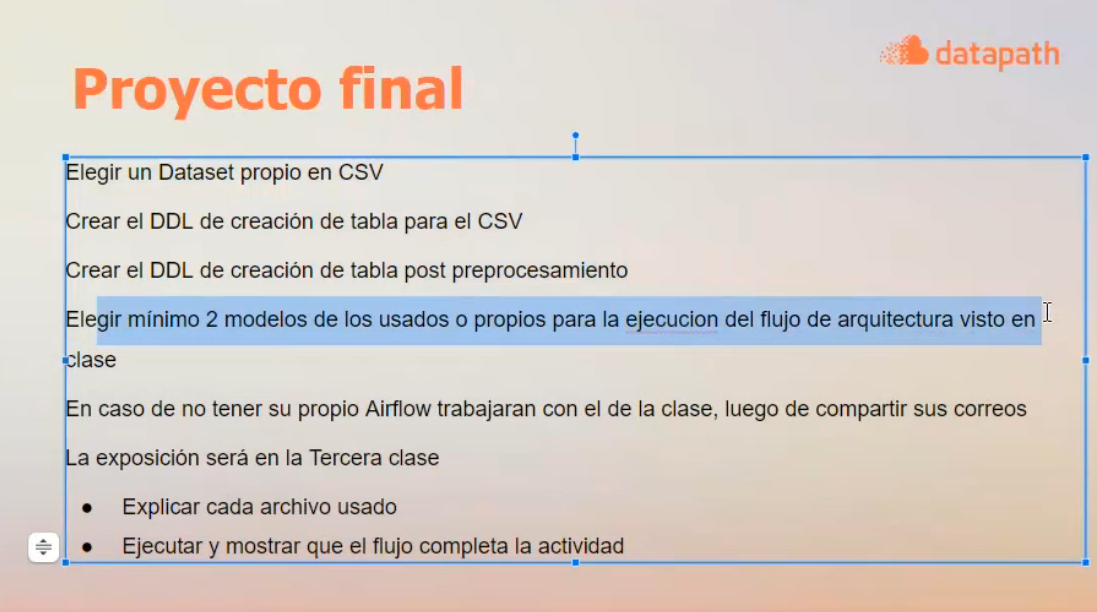 datapath
Proyecto final
Elegir un Dataset propio en CSV
Crear el DDL de creación de tabla para el CSV
Crear el DDL de creación de tabla post preprocesamiento
Elegir mínimo 2 modelos de los usados o propios para la ejecucion del flujo de arquitectura visto en
clase
En caso de no tener su propio Airflow trabajaran con el de la clase, luego de compartir sus correos
La exposición será en la Tercera clase
● Explicar cada archivo usado
● Ejecutar y mostrar que el flujo completa la actividad